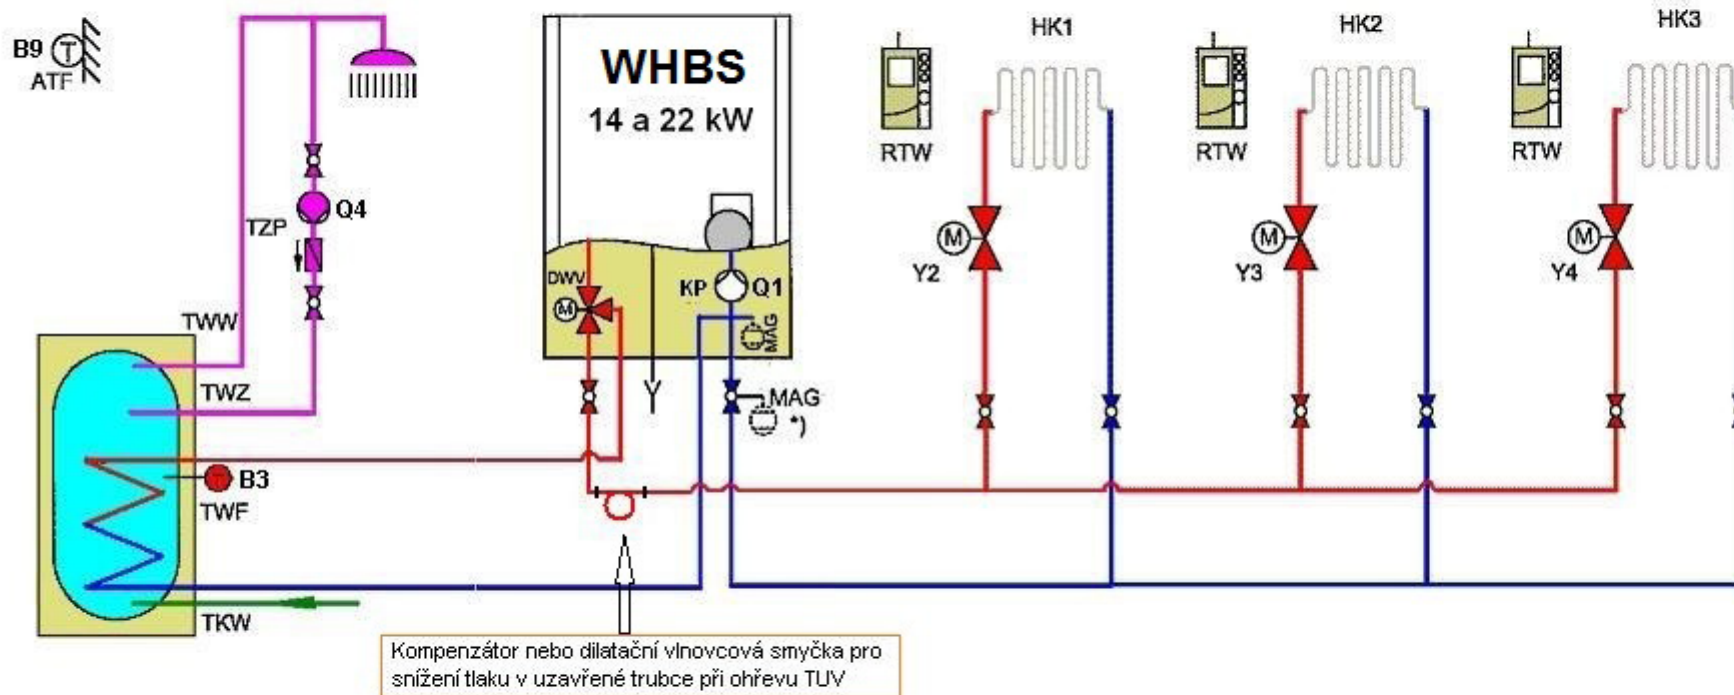 B9
T
ATF
WHBS
14 a 22 kW
HK1
HK2
HK3
RTW
RTW
RTW
TZP
Q4
M
Y2
M
Y3
M
Y4
DWV
M
KP
Q1
MAG
TWW
TWZ
MAG
*)
T
B3
TWF
TKW
Kompenzátor nebo dilatační vlnovcová smyčka pro
snížení tlaku v uzavřené trubce při ohřevu TUV